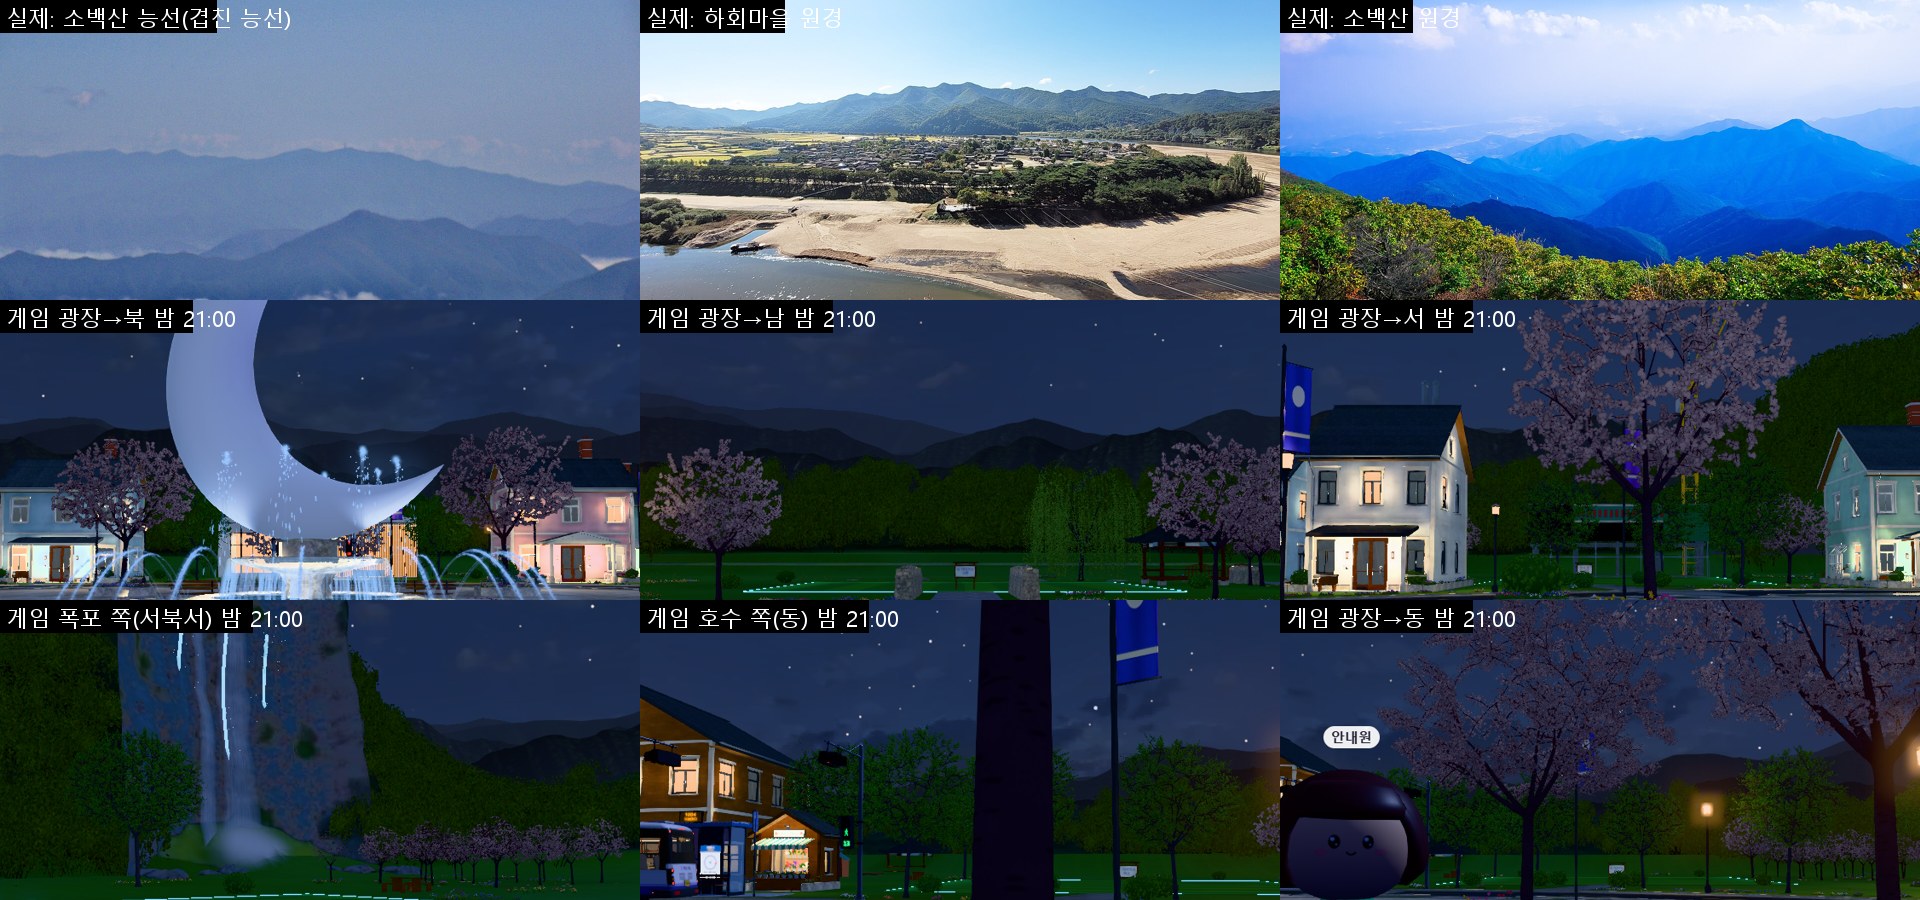 실제: 소백산 능선(겹친 능선)
실제: 하회마을 원경
실제: 소백산 원경
게임 광장→북 밤 21:00
게임 광장→남 밤 21:00
게임 광장→서 밤 21:00
게임 폭포 쪽(서북서) 밤 21:00
게임 호수 쪽(동) 밤 21:00
게임 광장→동 밤 21:00
안내원